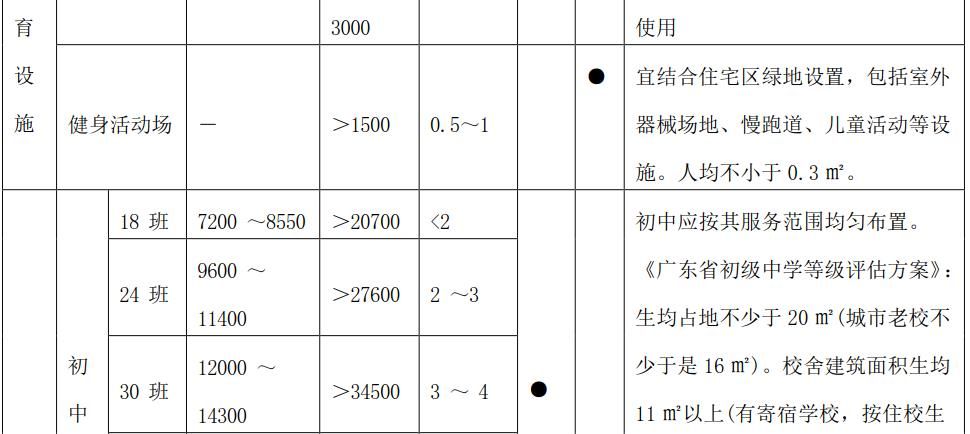 育
设
施
3000
使用
健身活动场
—
>1500
0.5～1
●
宜结合住宅区绿地设置，包括室外
器械场地、慢跑道、儿童活动等设
施。人均不小于 0.3 ㎡。
初
中
18 班
7200 ～8550
>20700
<2
24 班
9600 ～
11400
>27600
2 ～3
30 班
12000 ～
14300
>34500
3 ～ 4
●
初中应按其服务范围均匀布置。
《广东省初级中学等级评估方案》：
生均占地不少于 20 ㎡(城市老校不
少于是 16 ㎡)。校舍建筑面积生均
11 ㎡以上(有寄宿学校，按住校生